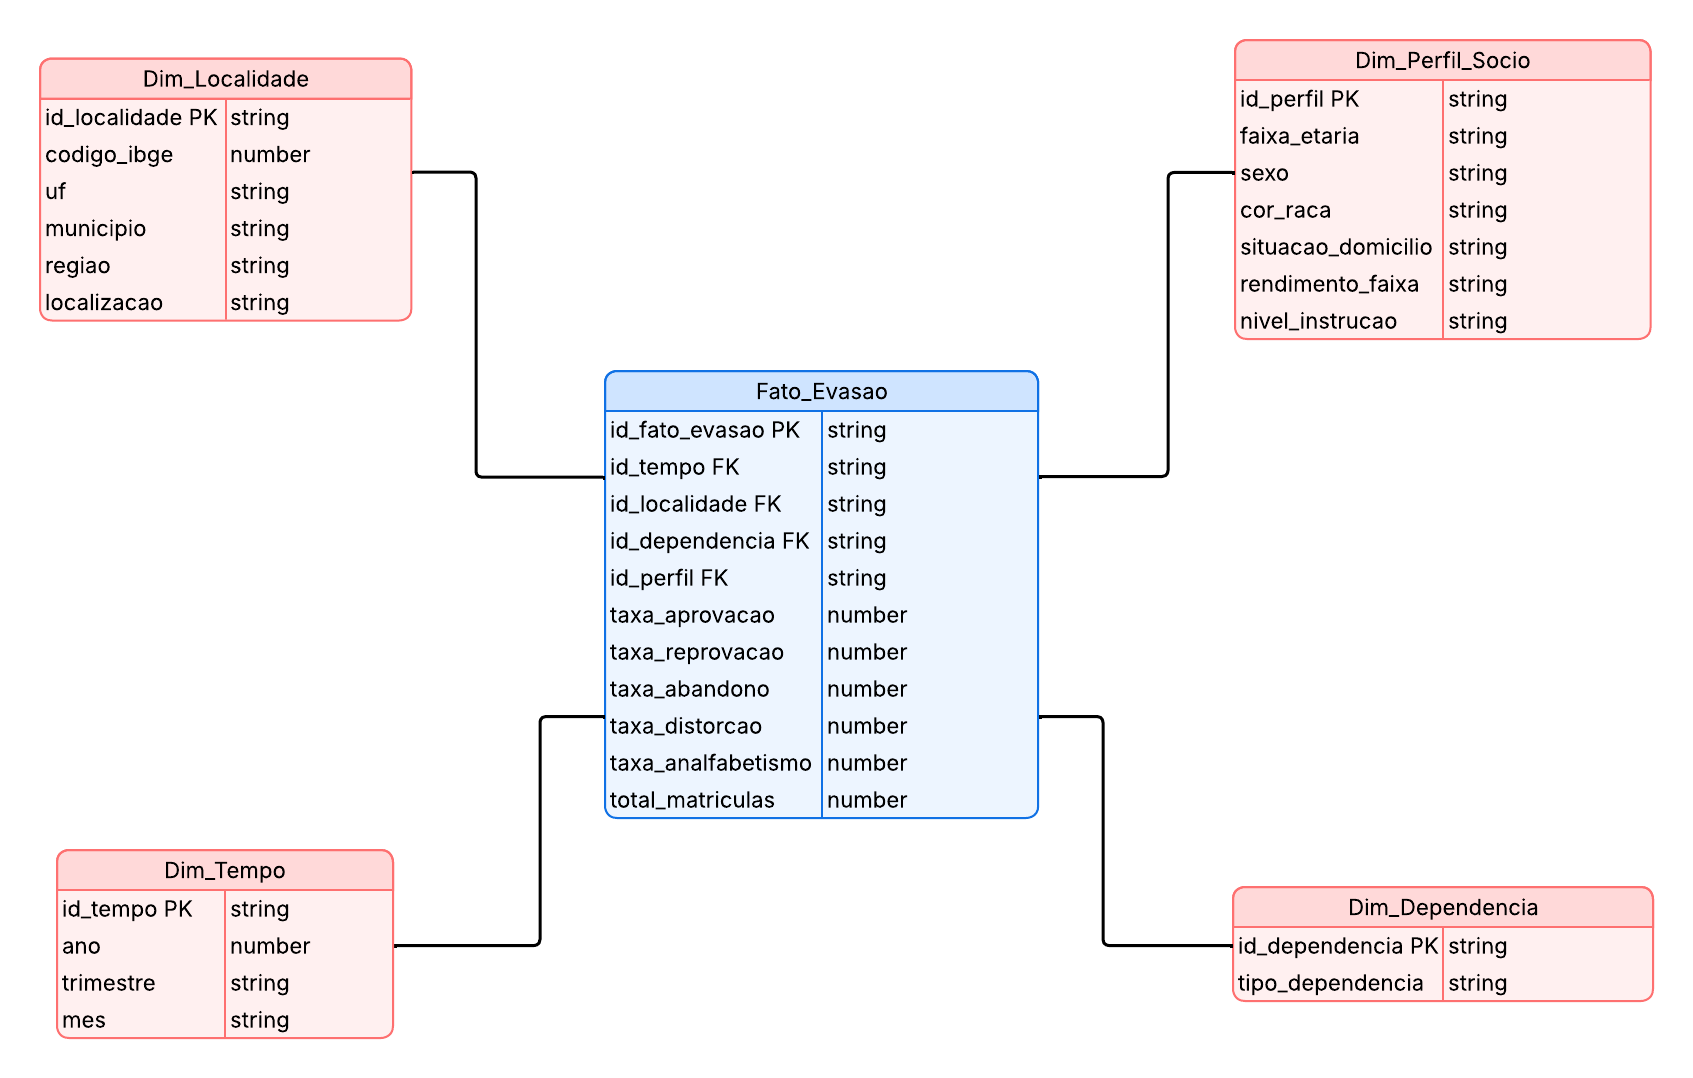 Dim_Localidade
id_localidade PK string
codigo_ibge number
uf string
municipio string
regiao string
localizacao string
Dim_Perfil_Socio
id_perfil PK string
faixa_etaria string
sexo string
cor_raca string
situacao_domicilio string
rendimento_faixa string
nivel_instrucao string
Fato_Evasao
id_fato_evasao PK string
id_tempo FK string
id_localidade FK string
id_dependencia FK string
id_perfil FK string
taxa_aprovacao number
taxa_reprovacao number
taxa_abandono number
taxa_distorcao number
taxa_analfabetismo number
total_matriculas number
Dim_Tempo
id_tempo PK string
ano number
trimestre string
mes string
Dim_Dependencia
id_dependencia PK string
tipo_dependencia string